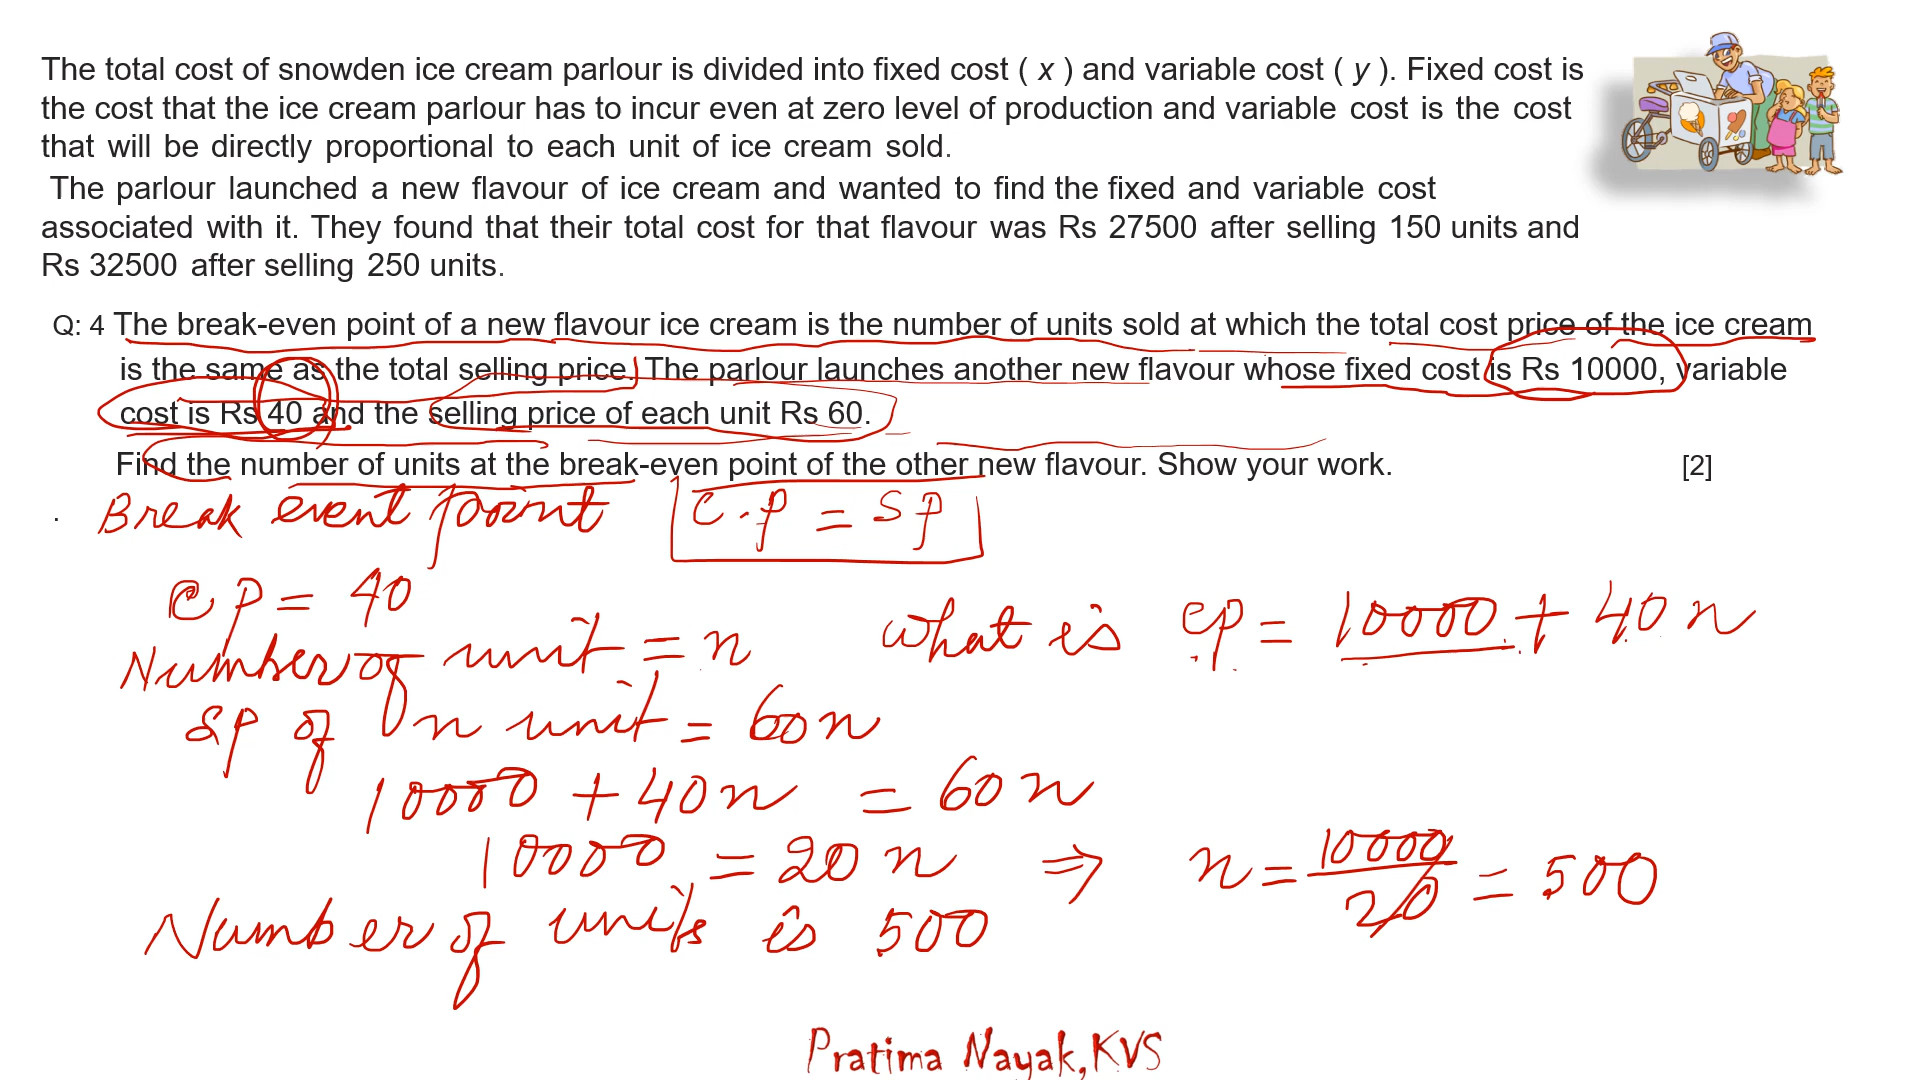 The total cost of snowden ice cream parlour is divided into fixed cost ( x ) and variable cost ( y ). Fixed cost is
the cost that the ice cream parlour has to incur even at zero level of production and variable cost is the cost
that will be directly proportional to each unit of ice cream sold.
The parlour launched a new flavour of ice cream and wanted to find the fixed and variable cost
associated with it. They found that their total cost for that flavour was Rs 27500 after selling 150 units and
Rs 32500 after selling 250 units.
Q: 4 The break-even point of a new flavour ice cream is the number of units sold at which the total cost price of the ice cream
is the same as the total selling price. The parlour launches another new flavour whose fixed cost is Rs 10000, variable
cost is Rs 40 and the selling price of each unit Rs 60.
Find the number of units at the break-even point of the other new flavour. Show your work. [2]
. Break event point C.P = SP
CP = 40
Number of unit = n what is CP = 10000 + 40n
SP of n unit = 60n
10000 + 40n = 60n
10000 = 20n ⇒ n = 10000/20 = 500
Number of units is 500
Pratima Nayak,KVS